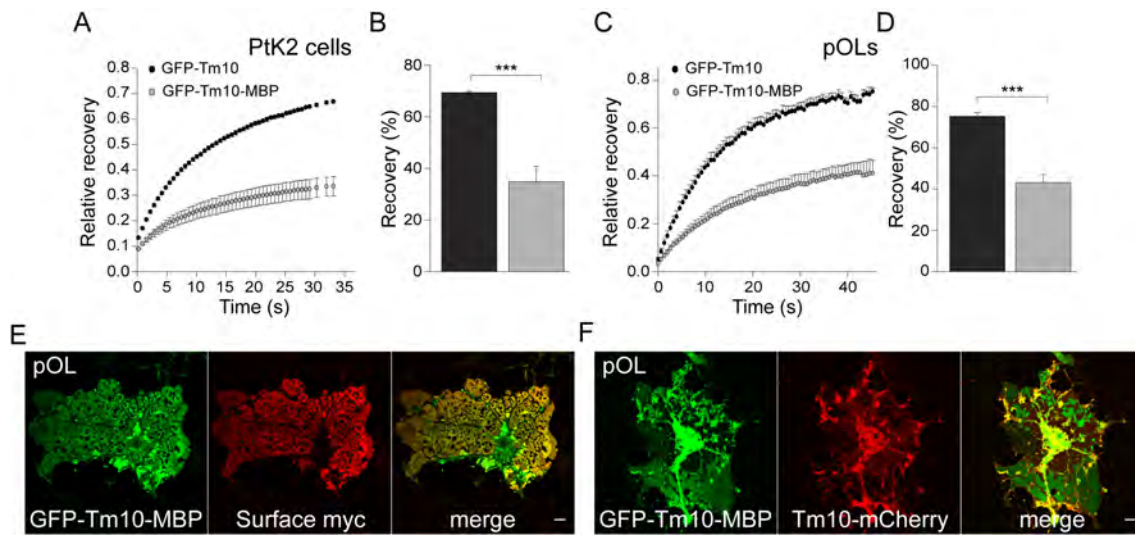 A
PtK2 cells
B
C
pOLs
D
0.8
0.7
0.6
0.5
0.4
0.3
0.2
0.1
0.0
Relative recovery
GFP-Tm10
GFP-Tm10-MBP
0 5 10 15 20 25 30 35
Time (s)
80
60
40
20
0
Recovery (%)
***
0.8
0.6
0.4
0.2
0.0
Relative recovery
GFP-Tm10
GFP-Tm10-MBP
0 10 20 30 40
Time (s)
100
80
60
40
20
0
Recovery (%)
***
E
pOL
GFP-Tm10-MBP
Surface myc
merge
F
pOL
GFP-Tm10-MBP
Tm10-mCherry
merge